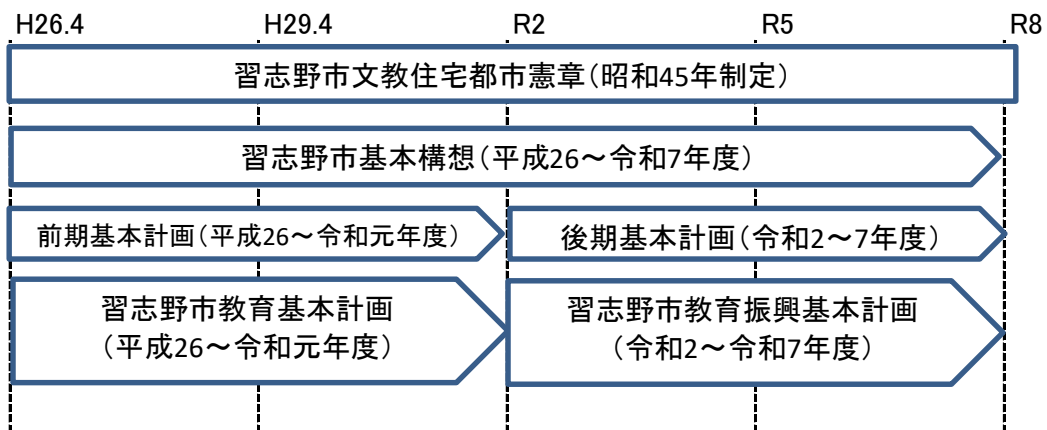 H26.4 H29.4 R2 R5 R8
習志野市文教住宅都市憲章(昭和45年制定)
習志野市基本構想(平成26～令和7年度)
前期基本計画(平成26～令和元年度)
後期基本計画(令和2～7年度)
習志野市教育基本計画
(平成26～令和元年度)
習志野市教育振興基本計画
(令和2～令和7年度)